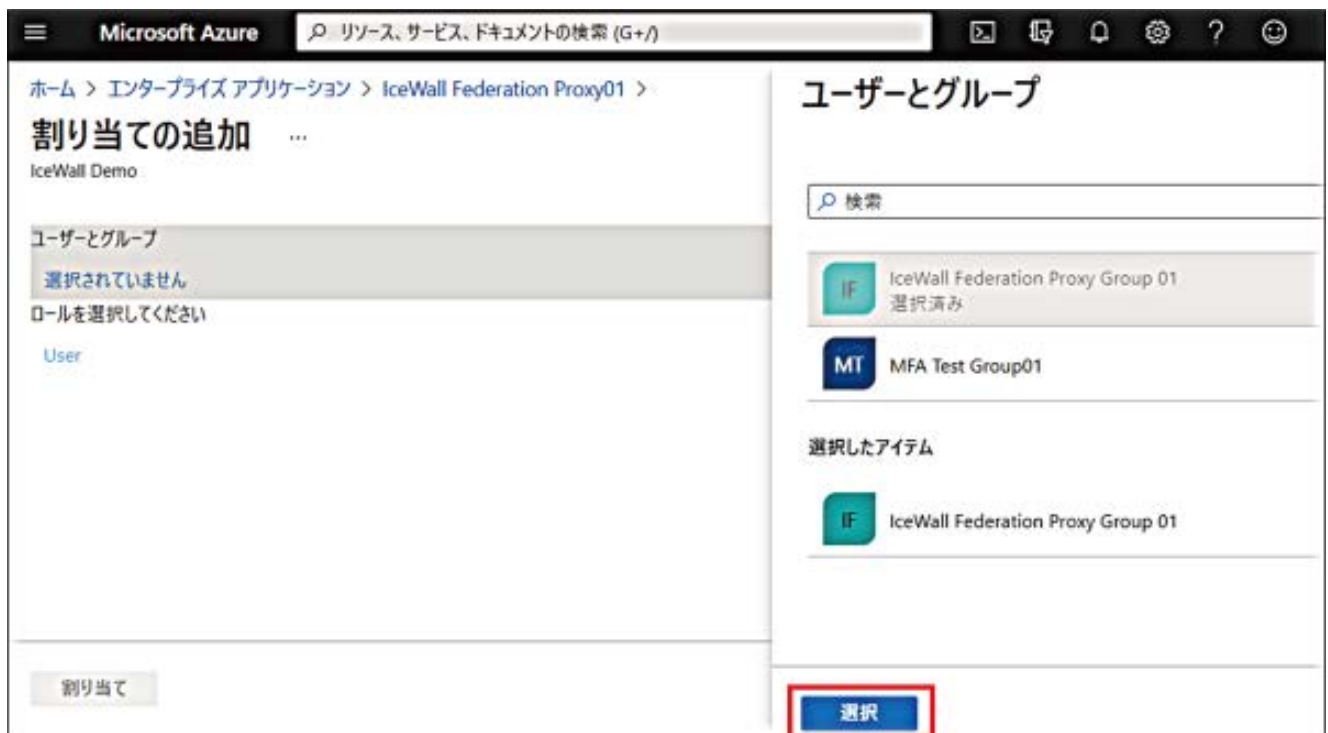 Microsoft Azure
リソース、サービス、ドキュメントの検索 (G+/)
ホーム > エンタープライズ アプリケーション > IceWall Federation Proxy01 >
割り当ての追加 ...
IceWall Demo
ユーザーとグループ
選択されていません
ロールを選択してください
User
割り当て
ユーザーとグループ
検索
IF
IceWall Federation Proxy Group 01
選択済み
MT
MFA Test Group01
選択したアイテム
IF
IceWall Federation Proxy Group 01
選択